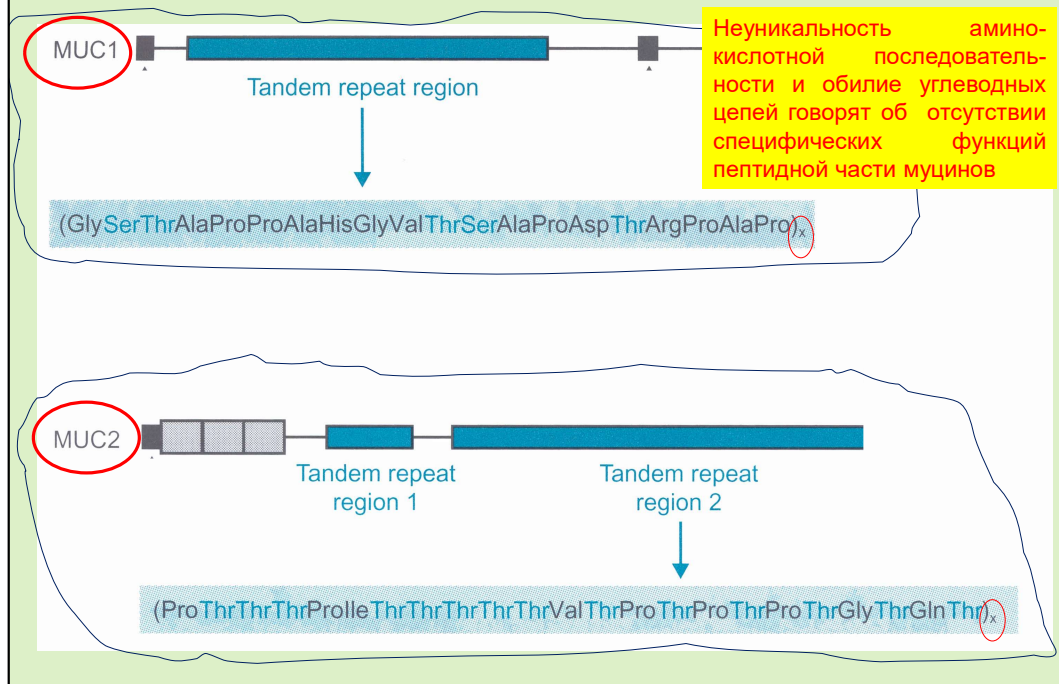 MUC1
Tandem repeat region
(GlySerThrAlaProProAlaHisGlyValThrSerAlaProAspThrArgProAlaPro)x
Неуникальность амино-
кислотной последователь-
ности и обилие углеводных
цепей говорят об отсутствии
специфических функций
пептидной части муцинов
MUC2
Tandem repeat
region 1
Tandem repeat
region 2
(ProThrThrThrProIleThrThrThrThrThrValThrProThrProThrProThrGlyThrGlnThr)x